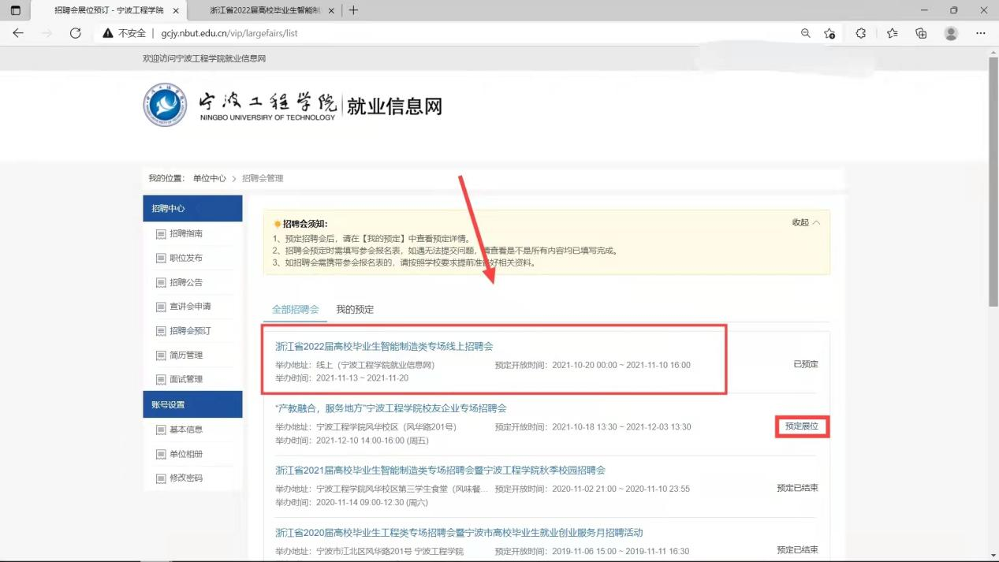 招聘会展位预订 - 宁波工程学院
浙江省2022届高校毕业生智能制
不安全 | gcjy.nbut.edu.cn/vip/largefairs/list
欢迎访问宁波工程学院就业信息网
宁波工程学院
NINGBO UNIVERSIRY OF TECHNOLOGY
就业信息网
我的位置: 单位中心 > 招聘会管理
招聘中心
招聘指南
职位发布
招聘公告
宣讲会申请
招聘会预订
简历管理
面试管理
账号设置
基本信息
单位相册
修改密码
招聘会须知:
收起
1、预定招聘会后，请在【我的预定】中查看预定详情。
2、招聘会预定时需填写参会报名表，如遇无法提交问题，请查看是不是所有内容均已填写完成。
3、如招聘会需携带参会报名表的，请按照学校要求提前准备好相关资料。
全部招聘会 我的预定
浙江省2022届高校毕业生智能制造类专场线上招聘会
举办地址: 线上（宁波工程学院就业信息网） 预定开放时间: 2021-10-20 00:00 ~ 2021-11-10 16:00
已预定
举办时间: 2021-11-13 ~ 2021-11-20
“产教融合，服务地方”宁波工程学院校友企业专场招聘会
举办地址: 宁波工程学院风华校区（风华路201号） 预定开放时间: 2021-10-18 13:30 ~ 2021-12-03 13:30
预定展位
举办时间: 2021-12-10 14:00-16:00 (周五)
浙江省2021届高校毕业生智能制造类专场招聘会暨宁波工程学院秋季校园招聘会
举办地址: 宁波工程学院风华校区第三学生食堂（风味餐... 预定开放时间: 2020-11-02 21:00 ~ 2020-11-10 23:55
预定已结束
举办时间: 2020-11-14 09:00-12:30 (周六)
浙江省2020届高校毕业生工程类专场招聘会暨宁波市高校毕业生就业创业服务月招聘活动
举办地址: 宁波市江北区风华路201号 宁波工程学院 预定开放时间: 2019-11-06 15:00 ~ 2019-11-11 16:30
预定已结束